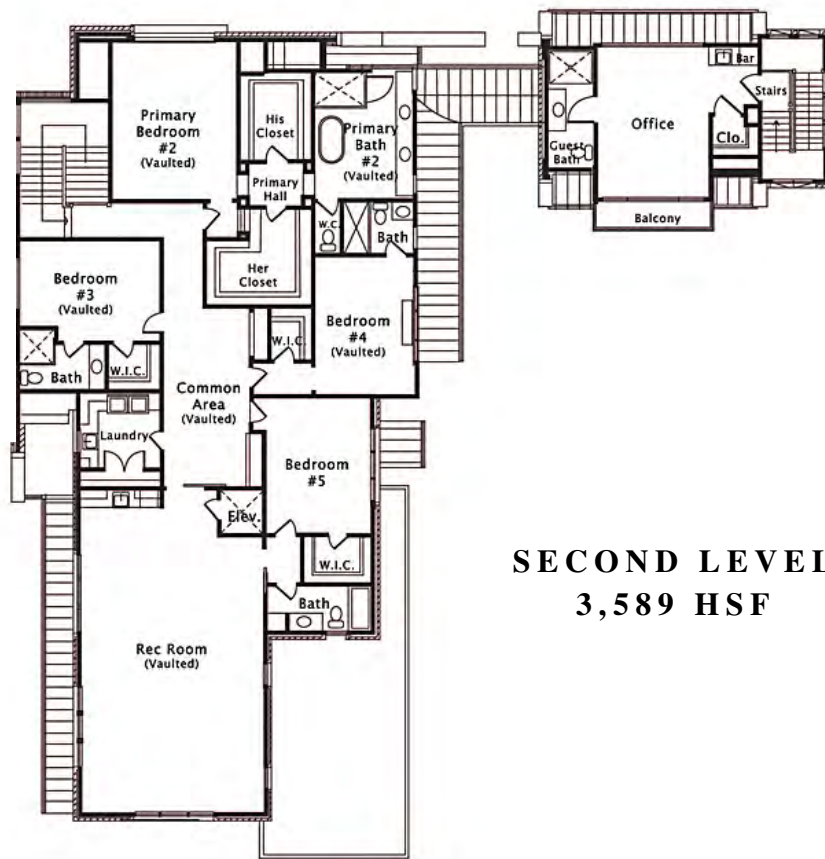 Primary
Bedroom
#2
(Vaulted)
His
Closet
Primary
Bath
#2
(Vaulted)
Primary
Hall
W.C.
Bath
Her
Closet
Bedroom
#3
(Vaulted)
Bath
W.I.C.
W.I.C.
Bedroom
#4
(Vaulted)
Common
Area
(Vaulted)
Laundry
Bedroom
#5
Elev.
W.I.C.
Bath
Rec Room
(Vaulted)
Bar
Stairs
Office
Clo.
Guest
Bath
Balcony
SECOND LEVEL
3,589 HSF